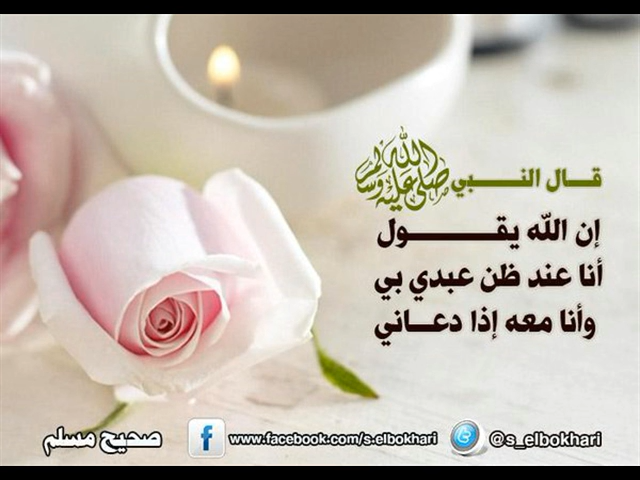 قال النبي صلى الله عليه وسلم
إن الله يقول
أنا عند ظن عبدي بي
وأنا معه إذا دعاني
صحيح مسلم
www.facebook.com/s.elbokhari
@s_elbokhari